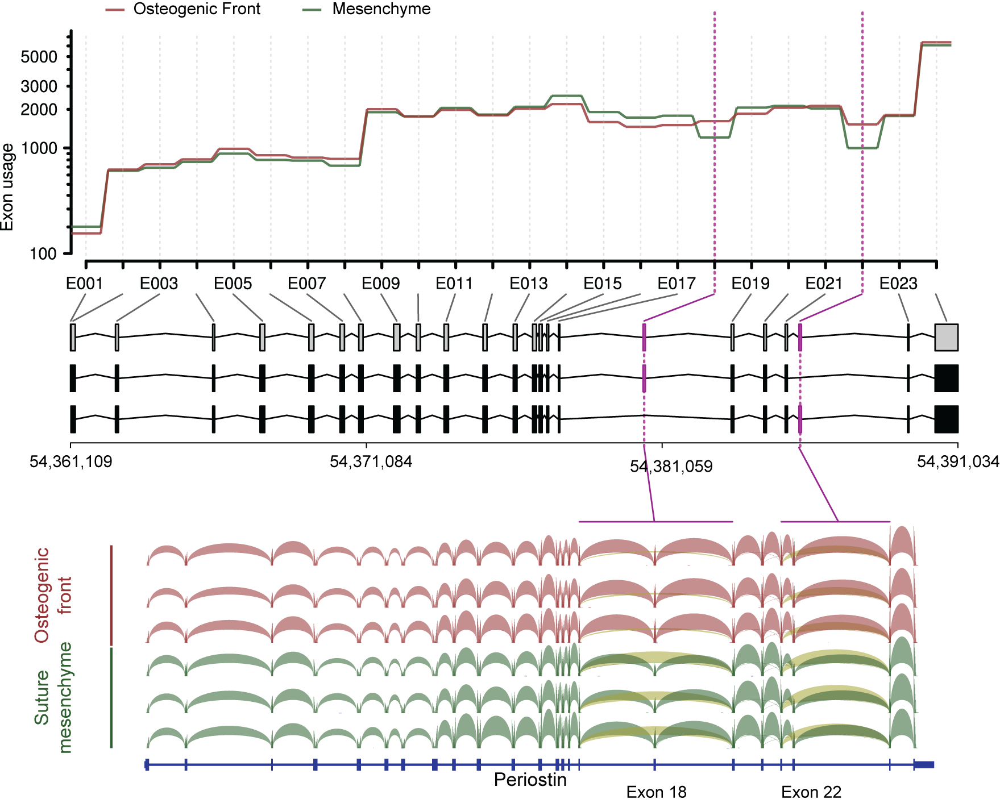 Osteogenic Front
Mesenchyme
Exon usage
5000
3000
2000
1000
100
E001 E003 E005 E007 E009 E011 E013 E015 E017 E019 E021 E023
54,361,109 54,371,084 54,381,059 54,391,034
Osteogenic
front
Suture
mesenchyme
Periostin
Exon 18 Exon 22